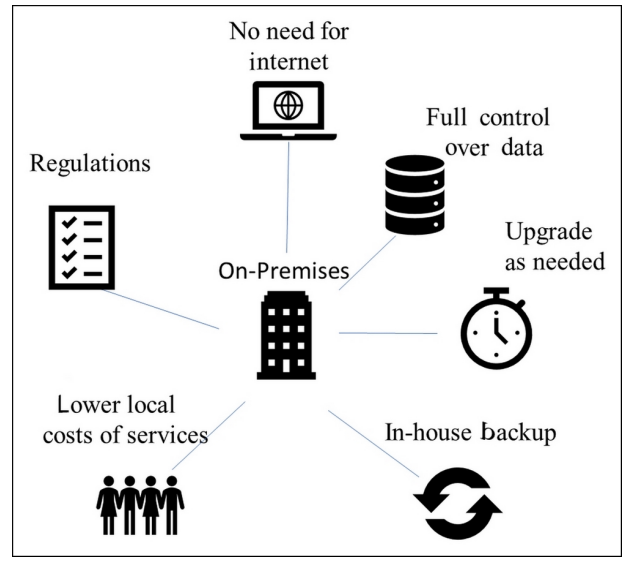 No need for
internet
Full control
over data
Regulations
Upgrade
as needed
On-Premises
Lower local
costs of services
In-house backup